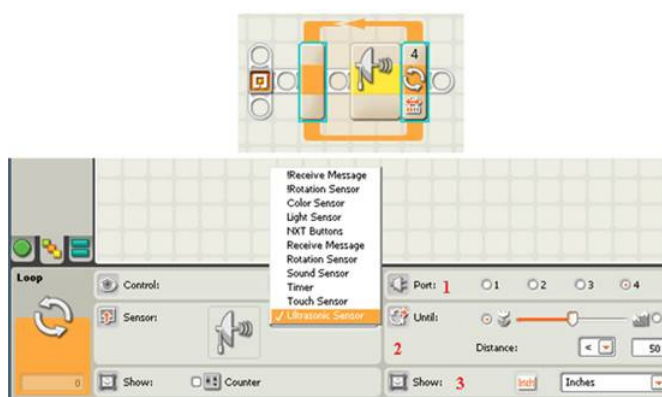 4
!Receive Message
!Rotation Sensor
Color Sensor
Light Sensor
NXT Buttons
Receive Message
Rotation Sensor
Sound Sensor
Timer
Touch Sensor
✓ Ultrasonic Sensor
Loop
0
Control:
Sensor:
Show: Counter
Port: 1 1 2 3 4
Until:
2 Distance: < 50
Show: 3 Inch Inches